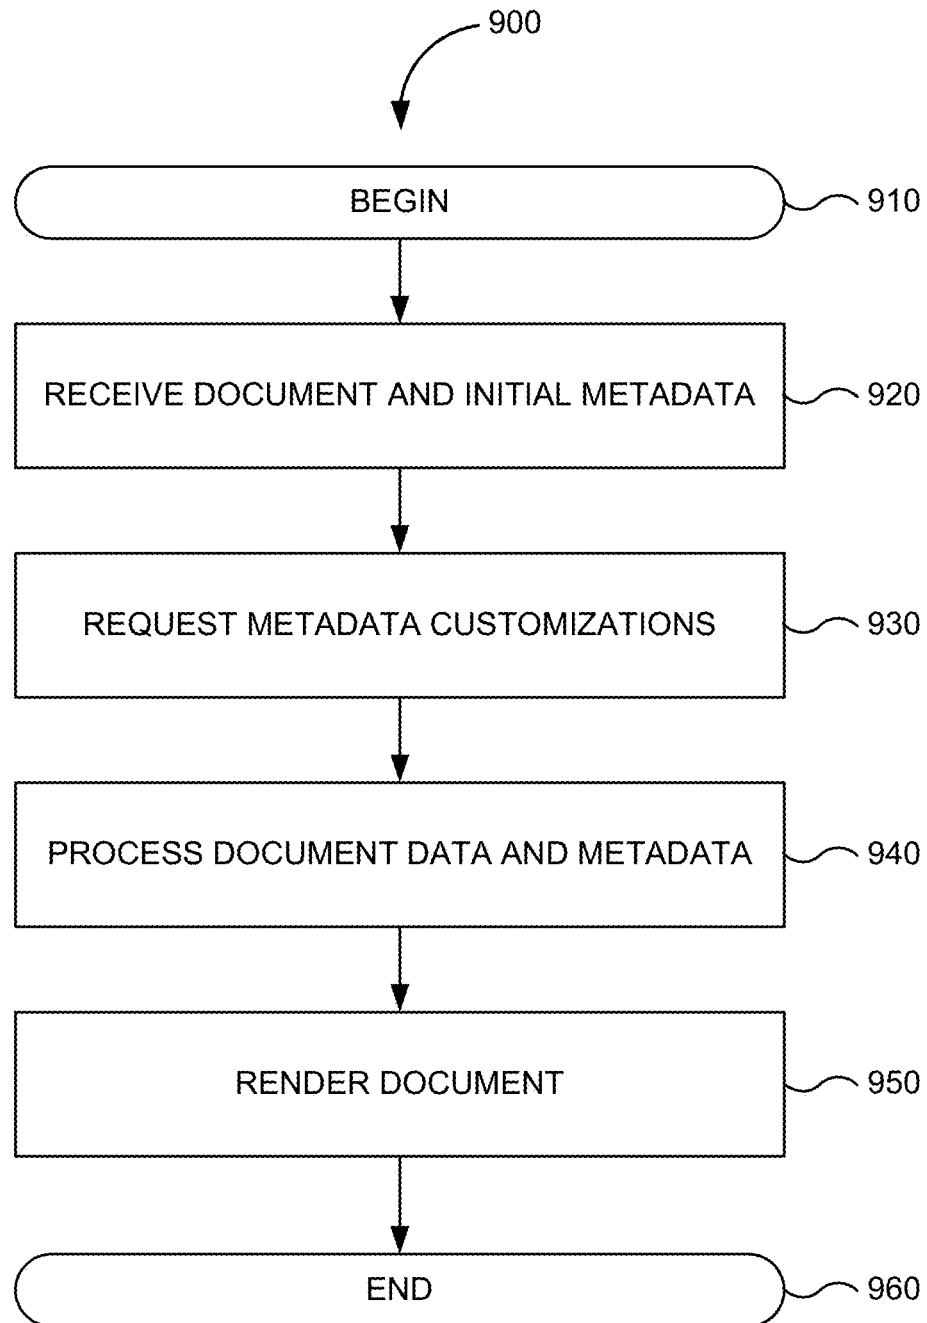 900
BEGIN
910
RECEIVE DOCUMENT AND INITIAL METADATA
920
REQUEST METADATA CUSTOMIZATIONS
930
PROCESS DOCUMENT DATA AND METADATA
940
RENDER DOCUMENT
950
END
960